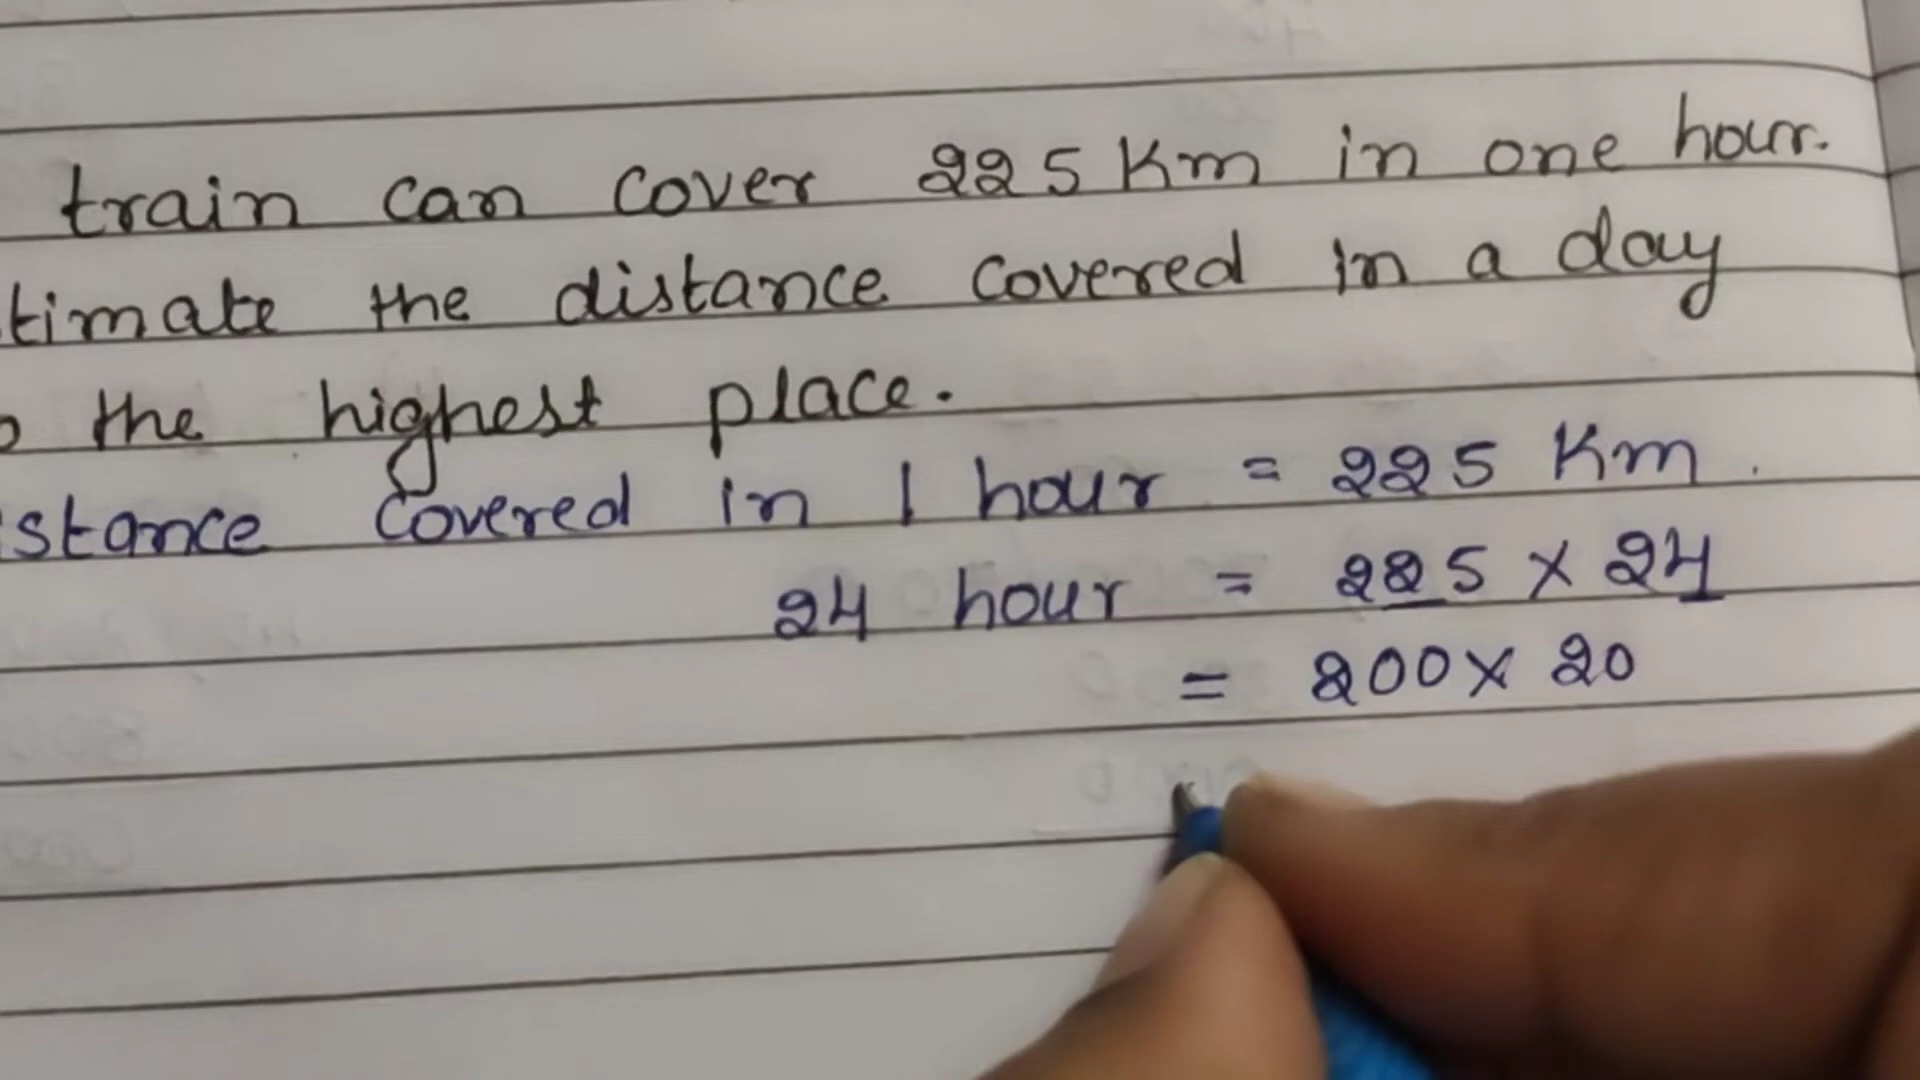 train can cover 225 Km in one hour.
timate the distance covered in a day
the highest place.
stance covered in 1 hour = 225 Km.
24 hour = 225 × 24
= 200 × 20